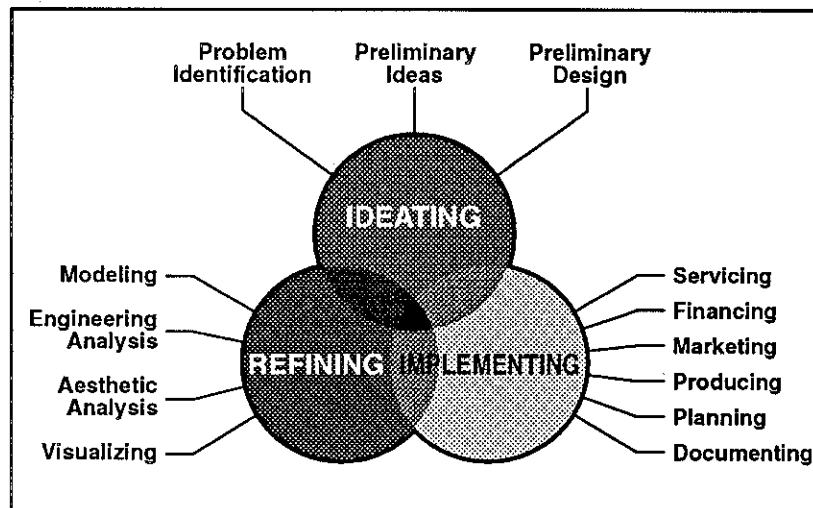 Problem
Identification
Preliminary
Ideas
Preliminary
Design
IDEATING
Modeling
Engineering
Analysis
Aesthetic
Analysis
Visualizing
REFINING
IMPLEMENTING
Servicing
Financing
Marketing
Producing
Planning
Documenting